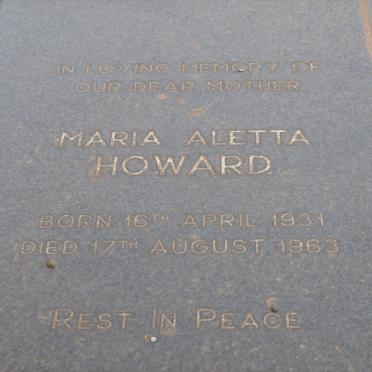 IN LOVING MEMORY OF
OUR DEAR MOTHER
MARIA ALETTA
HOWARD
BORN 16TH APRIL 1931
DIED 17TH AUGUST 1963
REST IN PEACE